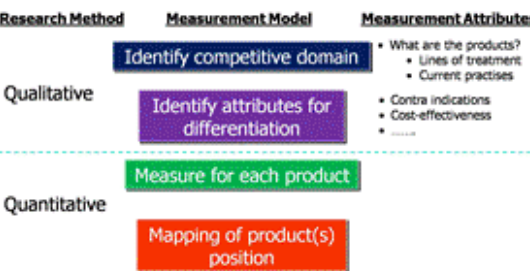 Research Method Measurement Model Measurement Attribute
Identify competitive domain
• What are the products?
• Lines of treatment
• Current practises
Qualitative
Identify attributes for
differentiation
• Contra indications
• Cost-effectiveness
• ......
Measure for each product
Quantitative
Mapping of product(s)
position